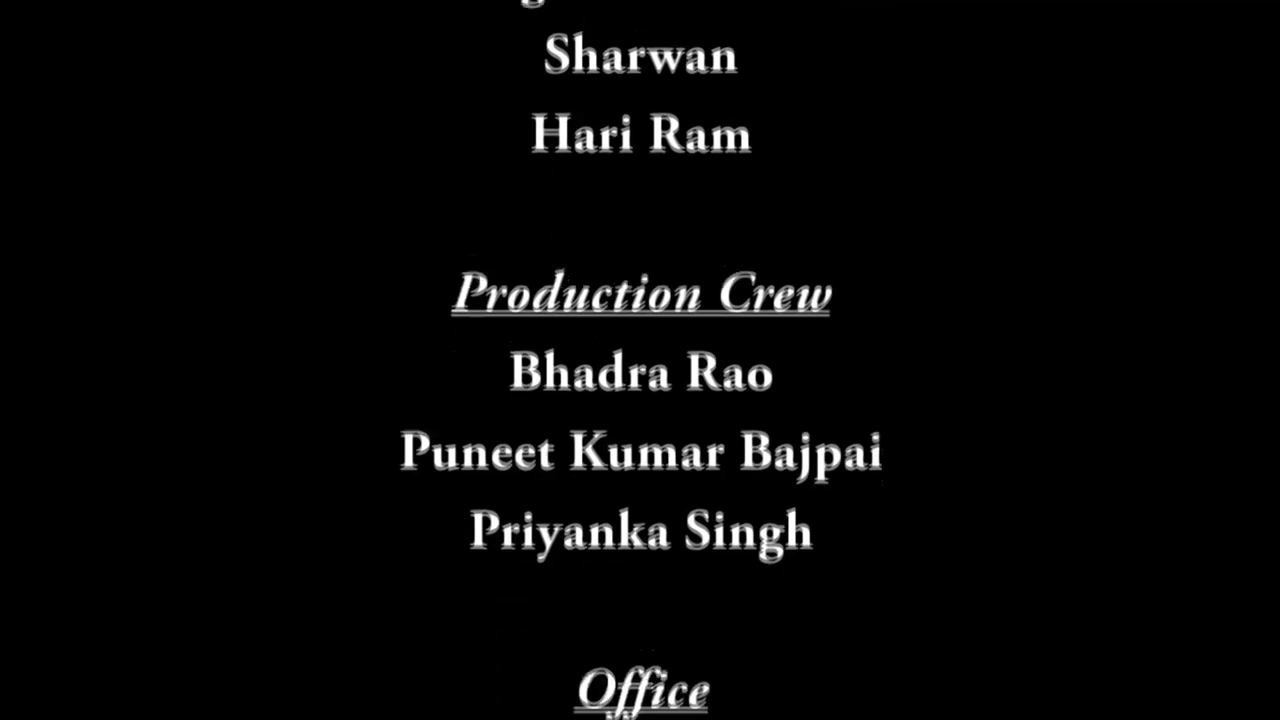 Sharwan
Hari Ram
Production Crew
Bhadra Rao
Puneet Kumar Bajpai
Priyanka Singh
Office